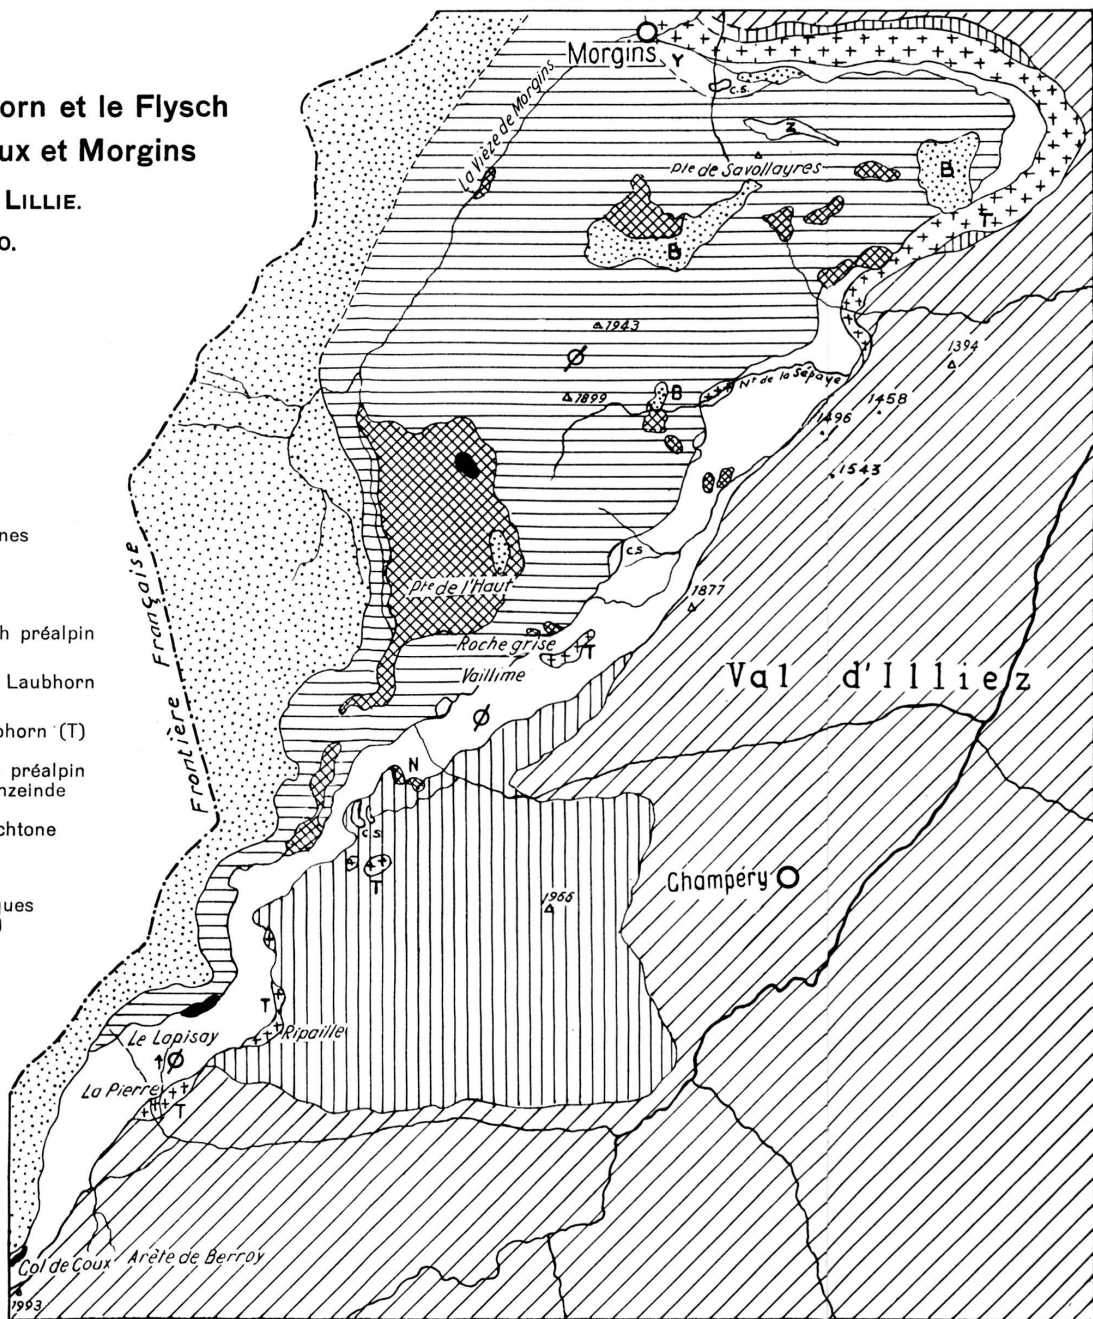 orn et le Flysch
ux et Morgins
LILLIE.
O.
nes
h préalpin
Laubhorn
bhorn (T)
préalpin
nzeinde
chtone
ques
)
Morgins
Y
c.s.
La Vièze de Morgins
z
Pte de Savollayres
B
B
T
1943
1394
Nt de la Sépaye
1899
B
1458
1496
1543
Frontière Française
c.s
Pte de l'Haut
1877
Roche grise
T
Vaillime
Val d'Illiez
N
c.s
T
1966
Champéry
T
Ripaille
Le Lapisay
La Pierre
T
Col de Coux
Arête de Berroy
1993